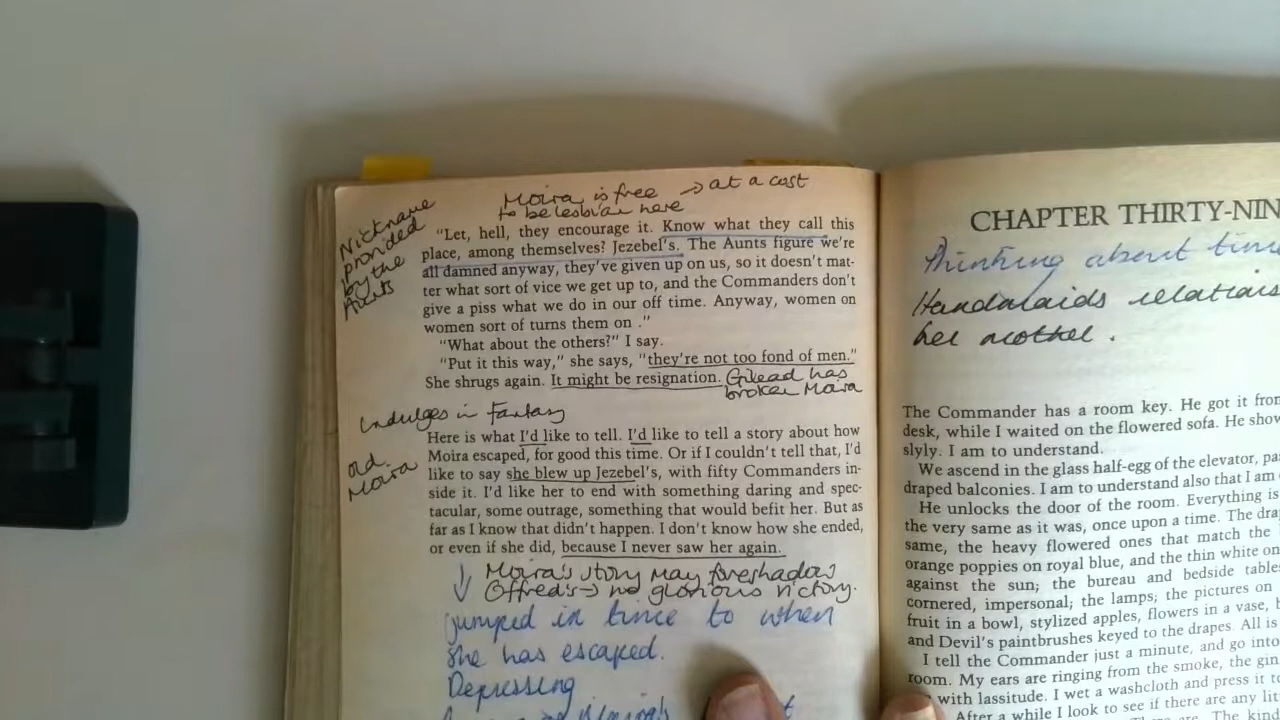 Moira is free → at a cost
to be lesbian here
Nickname
provided
by the
Aunts
"Let, hell, they encourage it. Know what they call this
place, among themselves? Jezebel's. The Aunts figure we're
all damned anyway, they've given up on us, so it doesn't mat-
ter what sort of vice we get up to, and the Commanders don't
give a piss what we do in our off time. Anyway, women on
women sort of turns them on."
"What about the others?" I say.
"Put it this way," she says, "they're not too fond of men."
She shrugs again. It might be resignation. Gilead has
broken Moira
Indulges in Fantasy
Here is what I'd like to tell. I'd like to tell a story about how
Moira escaped, for good this time. Or if I couldn't tell that, I'd
like to say she blew up Jezebel's, with fifty Commanders in-
side it. I'd like her to end with something daring and spec-
tacular, some outrage, something that would befit her. But as
far as I know that didn't happen. I don't know how she ended,
or even if she did, because I never saw her again.
old
Moira
↓ Moira's story may foreshadow
Offred's → no glorious victory.
jumped in time to when
she has escaped.
Depressing
CHAPTER THIRTY-NIN
Thinking about time
Handmaids relations
her mother.
The Commander has a room key. He got it from
desk, while I waited on the flowered sofa. He show
slyly. I am to understand.
We ascend in the glass half-egg of the elevator, pas
draped balconies. I am to understand also that I am
He unlocks the door of the room. Everything is
the very same as it was, once upon a time. The dra
same, the heavy flowered ones that match the
orange poppies on royal blue, and the thin white on
against the sun; the bureau and bedside table
cornered, impersonal; the lamps; the pictures on
fruit in a bowl, stylized apples, flowers in a vase, b
and Devil's paintbrushes keyed to the drapes. All is
I tell the Commander just a minute, and go into
room. My ears are ringing from the smoke, the gin
with lassitude. I wet a washcloth and press it to
After a while I look to see if there are any lit
are. The kind